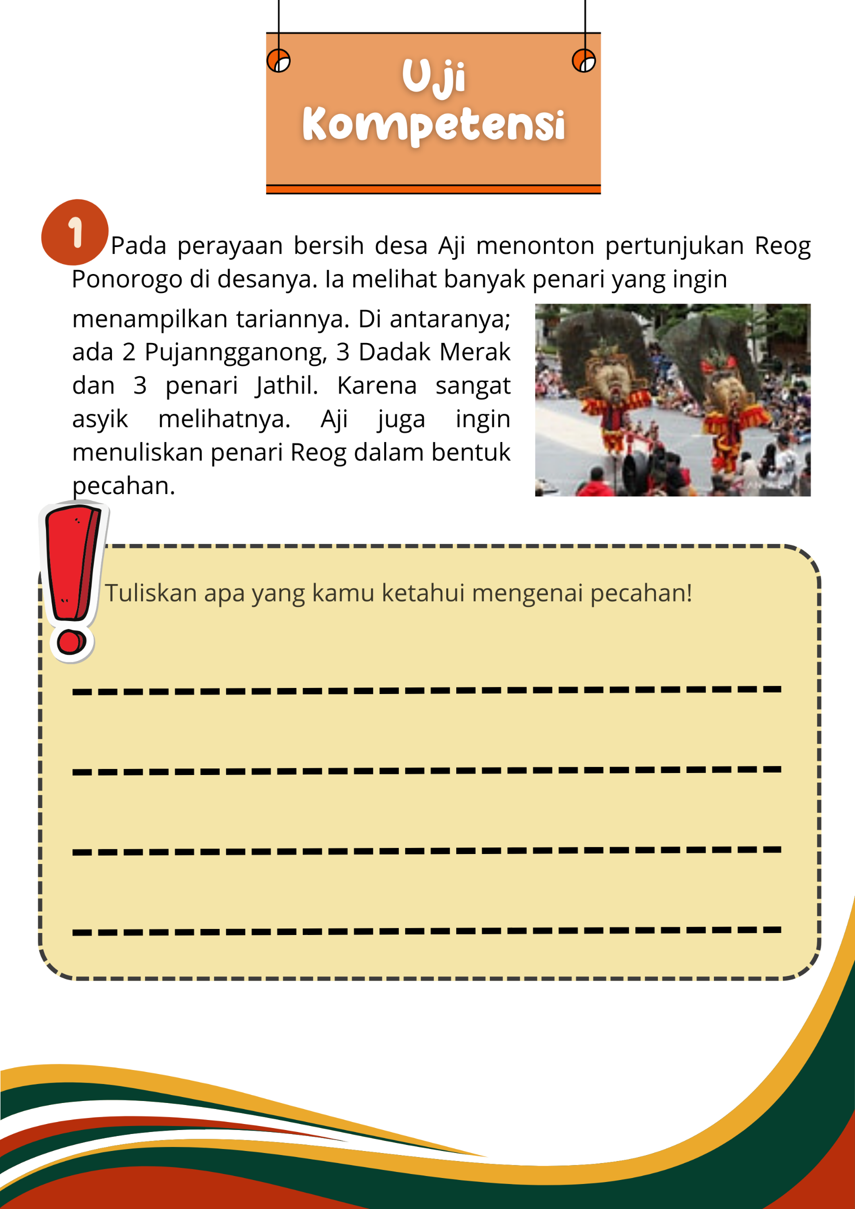 Uji
Kompetensi
1
Pada perayaan bersih desa Aji menonton pertunjukan Reog
Ponorogo di desanya. Ia melihat banyak penari yang ingin
menampilkan tariannya. Di antaranya;
ada 2 Pujanngganong, 3 Dadak Merak
dan 3 penari Jathil. Karena sangat
asyik melihatnya. Aji juga ingin
menuliskan penari Reog dalam bentuk
pecahan.
Tuliskan apa yang kamu ketahui mengenai pecahan!